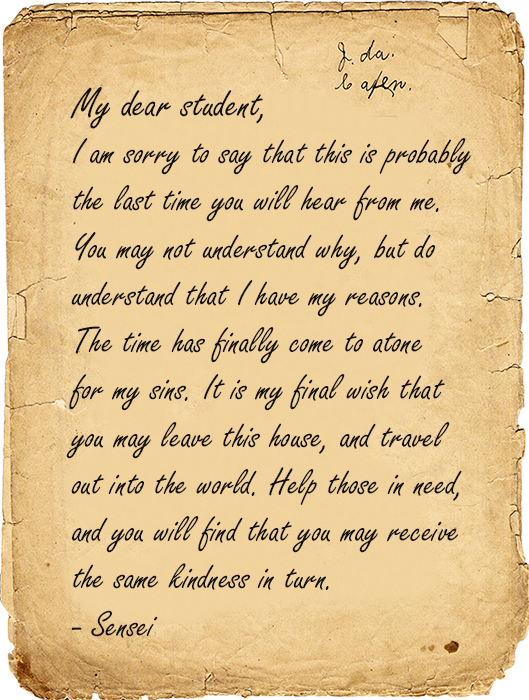 J. da.
My dear student,
I am sorry to say that this is probably
the last time you will hear from me.
You may not understand why, but do
understand that I have my reasons.
The time has finally come to atone
for my sins. It is my final wish that
you may leave this house, and travel
out into the world. Help those in need,
and you will find that you may receive
the same kindness in turn.
- Sensei